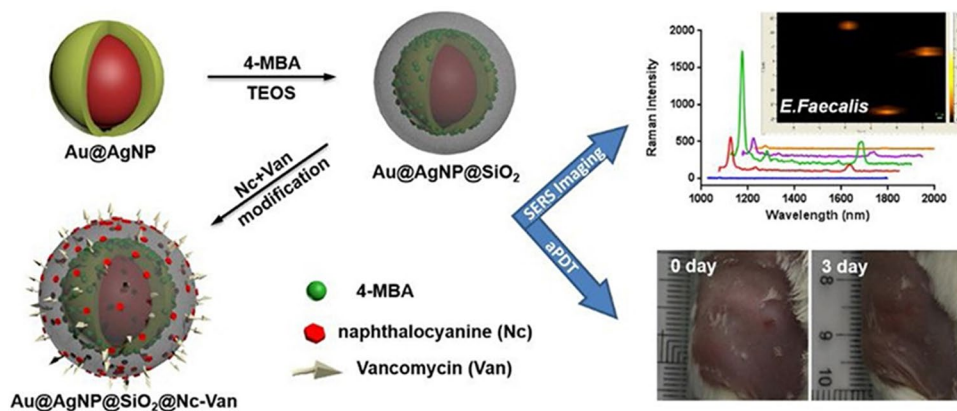 4-MBA
TEOS
Au@AgNP
Au@AgNP@SiO₂
Nc+Van
modification
Au@AgNP@SiO₂@Nc-Van
4-MBA
naphthalocyanine (Nc)
Vancomycin (Van)
SERS Imaging
aPDT
2000
1500
1000
500
0
Raman Intensity
E.Faecalis
1000 1200 1400 1600 1800 2000
Wavelength (nm)
0 day
3 day
8
9
10